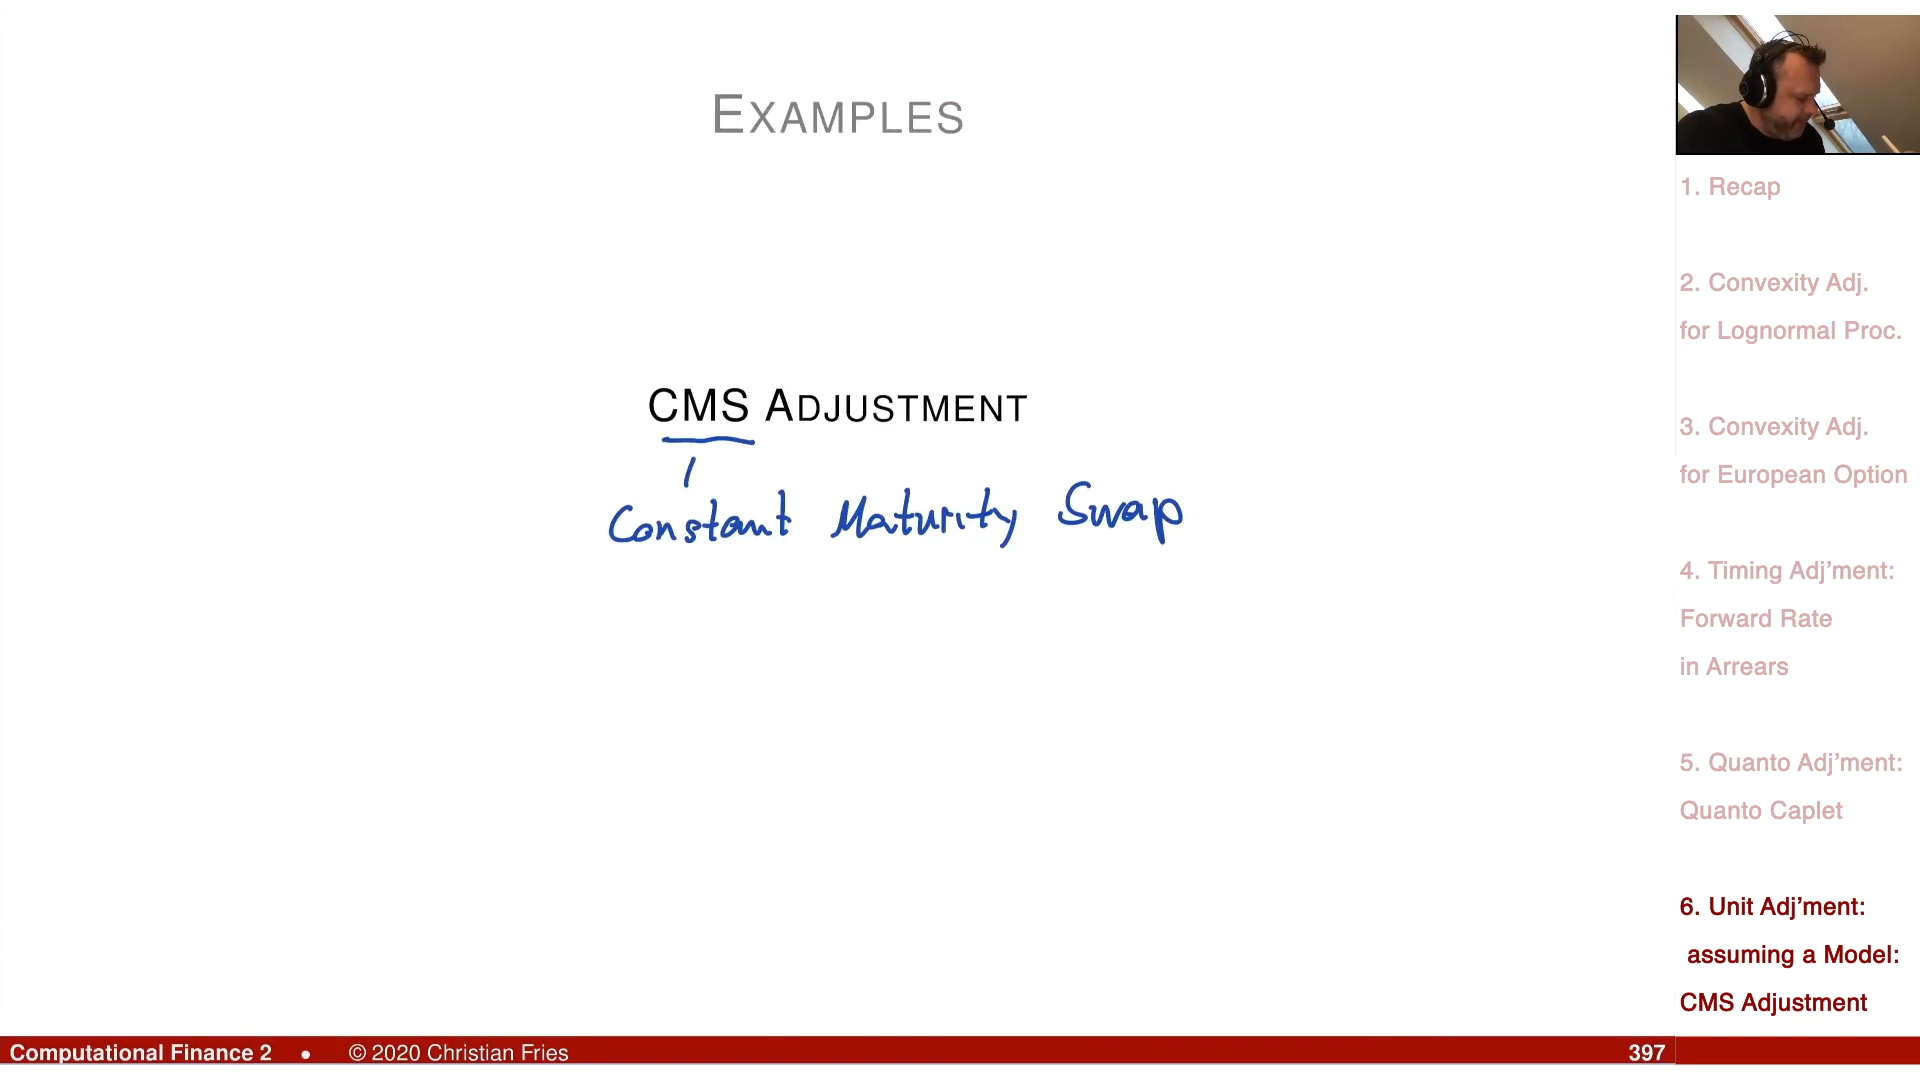 EXAMPLES
CMS ADJUSTMENT
Constant Maturity Swap
1. Recap
2. Convexity Adj.
for Lognormal Proc.
3. Convexity Adj.
for European Option
4. Timing Adj’ment:
Forward Rate
in Arrears
5. Quanto Adj’ment:
Quanto Caplet
6. Unit Adj’ment:
assuming a Model:
CMS Adjustment
Computational Finance 2 • © 2020 Christian Fries 397